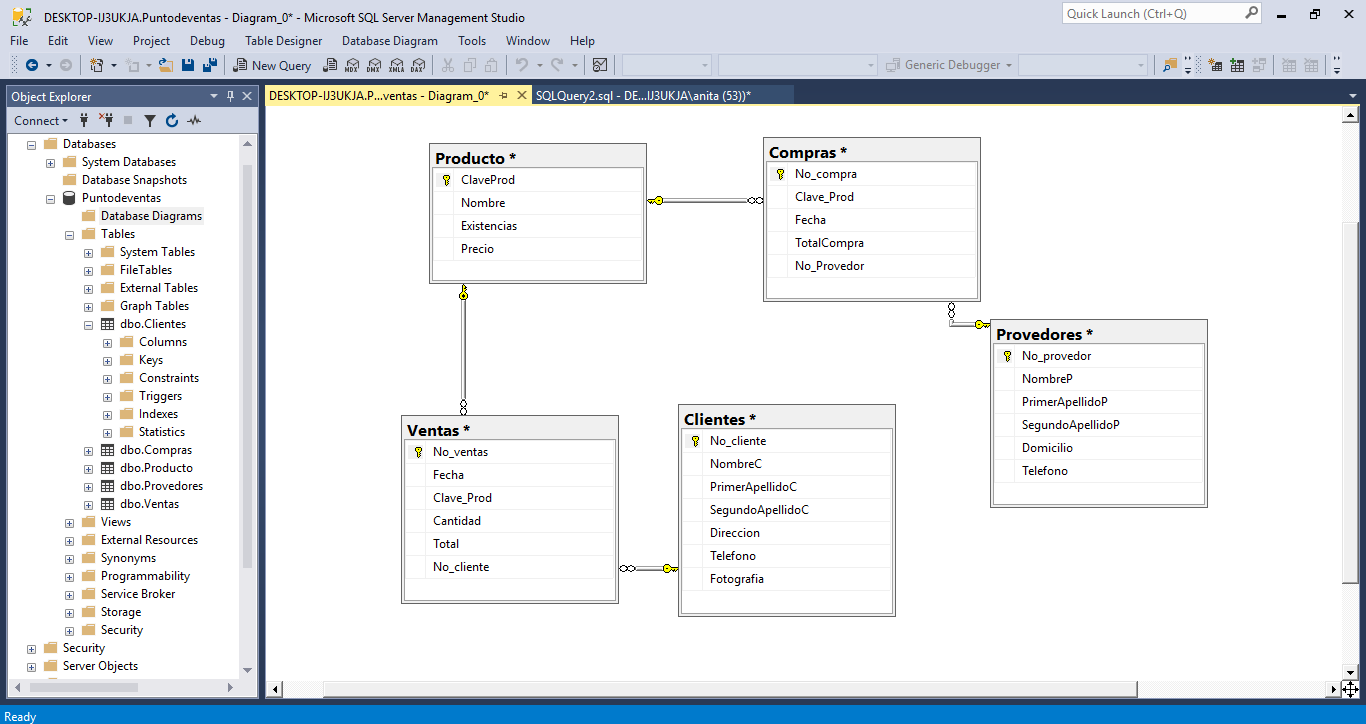 DESKTOP-IJ3UKJA.Puntodeventas - Diagram_0* - Microsoft SQL Server Management Studio
Quick Launch (Ctrl+Q)
File Edit View Project Debug Table Designer Database Diagram Tools Window Help
New Query MDX DMX XMLA DAX Generic Debugger
Object Explorer
Connect
Databases
System Databases
Database Snapshots
Puntodeventas
Database Diagrams
Tables
System Tables
FileTables
External Tables
Graph Tables
dbo.Clientes
Columns
Keys
Constraints
Triggers
Indexes
Statistics
dbo.Compras
dbo.Producto
dbo.Provedores
dbo.Ventas
Views
External Resources
Synonyms
Programmability
Service Broker
Storage
Security
Security
Server Objects
DESKTOP-IJ3UKJA.P...ventas - Diagram_0* SQLQuery2.sql - DE...IJ3UKJA\anita (53))*
Producto *
ClaveProd
Nombre
Existencias
Precio
Compras *
No_compra
Clave_Prod
Fecha
TotalCompra
No_Provedor
Provedores *
No_provedor
NombreP
PrimerApellidoP
SegundoApellidoP
Domicilio
Telefono
Ventas *
No_ventas
Fecha
Clave_Prod
Cantidad
Total
No_cliente
Clientes *
No_cliente
NombreC
PrimerApellidoC
SegundoApellidoC
Direccion
Telefono
Fotografia
Ready